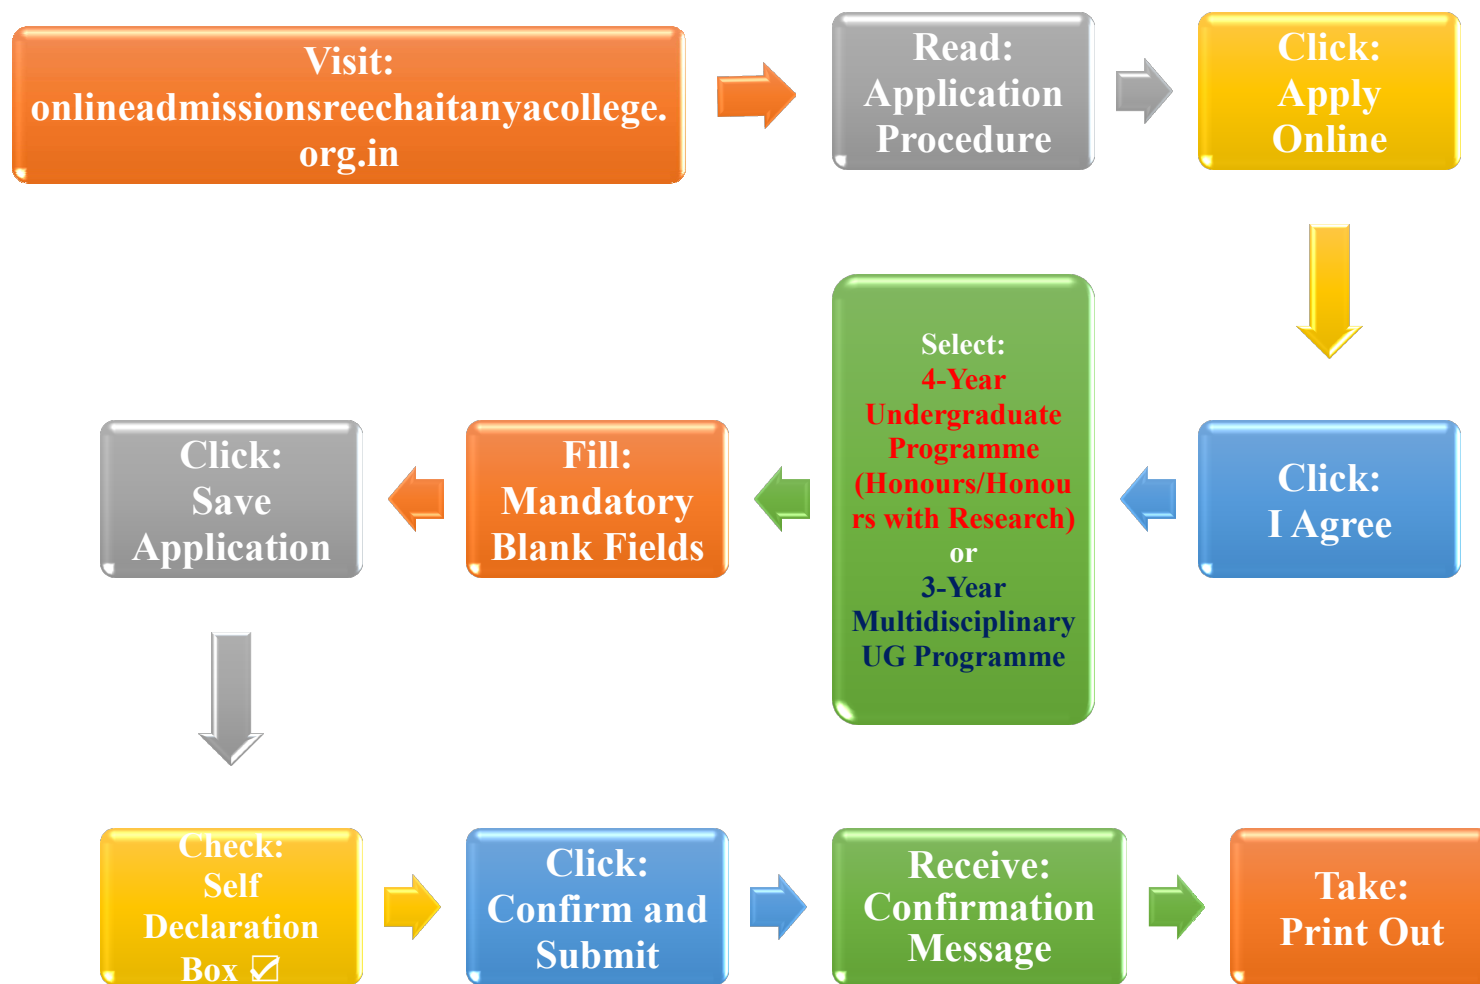 Visit:
onlineadmissionsreechaitanyacollege.
org.in
Read:
Application
Procedure
Click:
Apply
Online
Click:
I Agree
Select:
4-Year
Undergraduate
Programme
(Honours/Honou
rs with Research)
or
3-Year
Multidisciplinary
UG Programme
Fill:
Mandatory
Blank Fields
Click:
Save
Application
Check:
Self
Declaration
Box ☑
Click:
Confirm and
Submit
Receive:
Confirmation
Message
Take:
Print Out